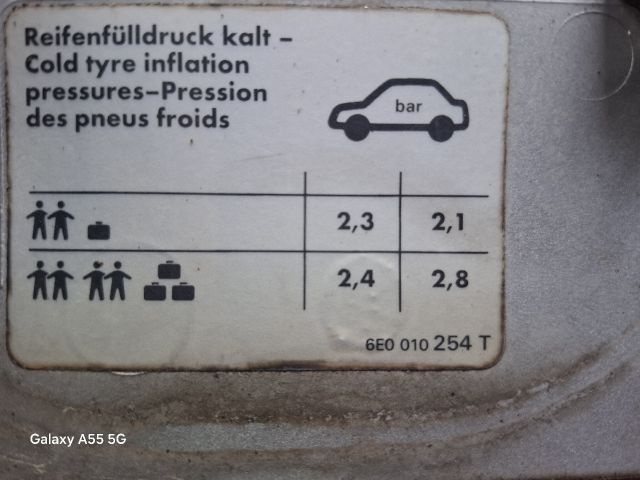 Reifenfülldruck kalt –
Cold tyre inflation
pressures–Pression
des pneus froids
bar
2,3 2,1
2,4 2,8
6E0 010 254 T
Galaxy A55 5G